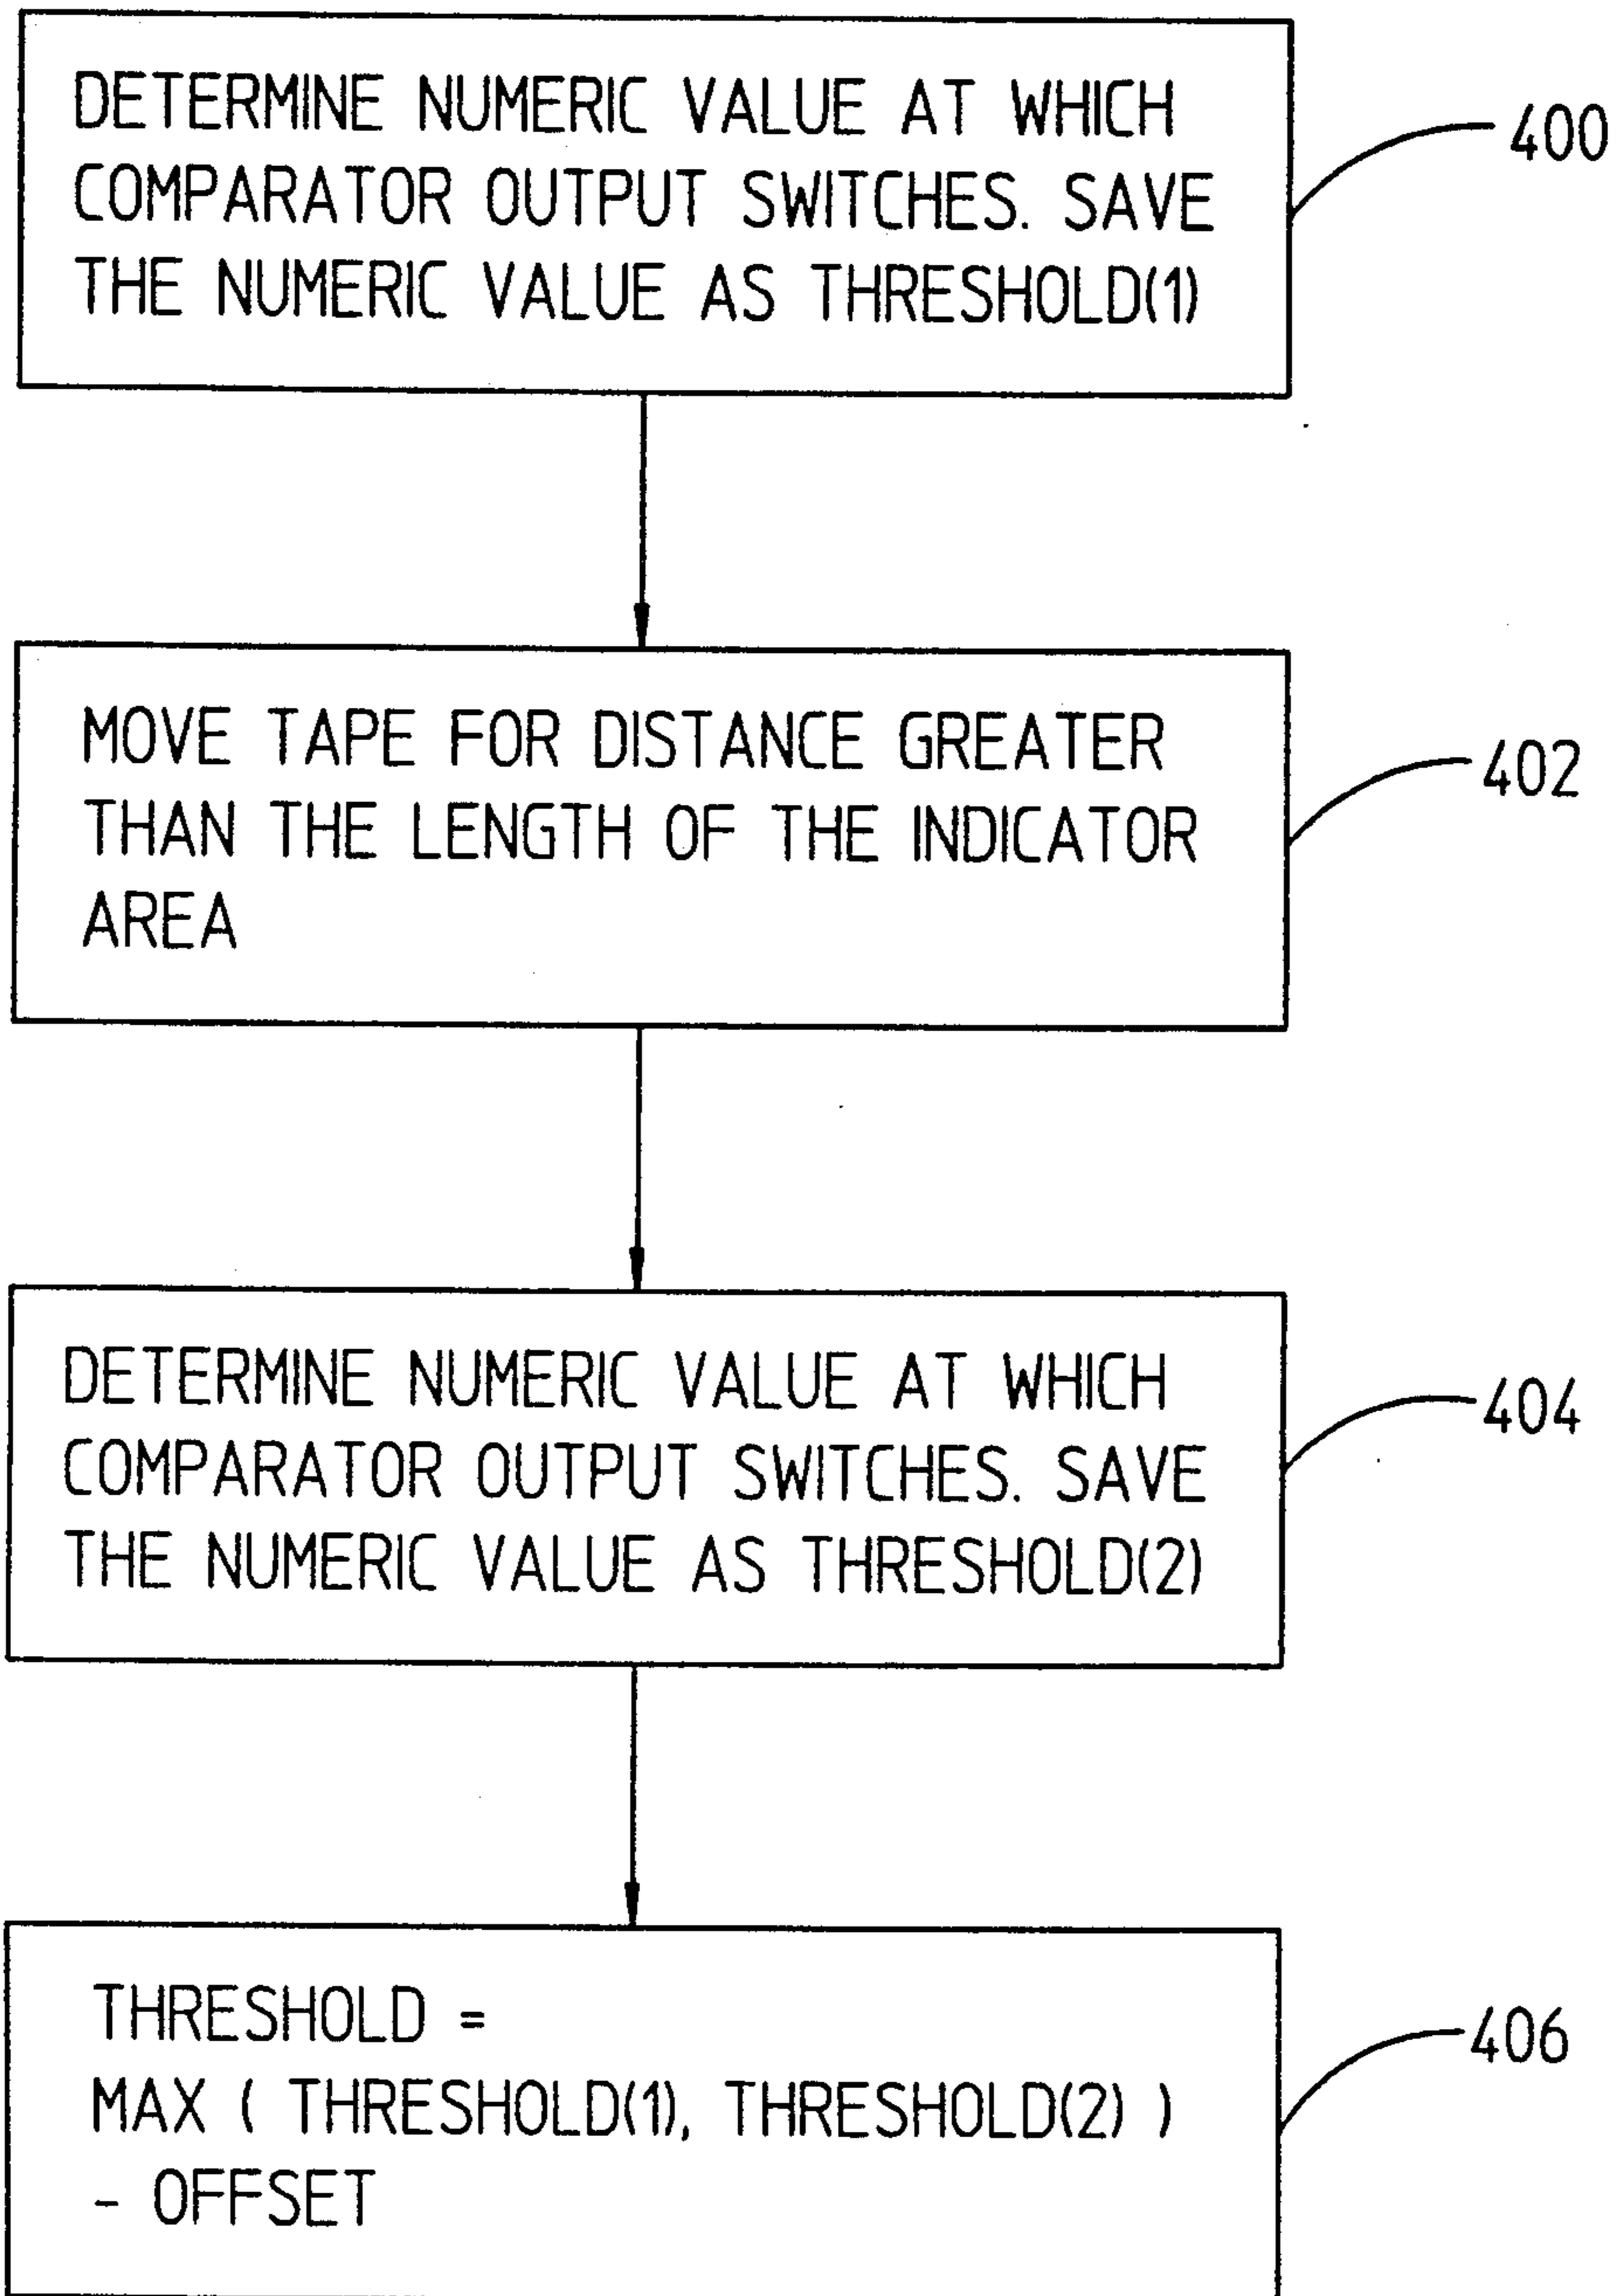 DETERMINE NUMERIC VALUE AT WHICH
COMPARATOR OUTPUT SWITCHES. SAVE
THE NUMERIC VALUE AS THRESHOLD(1)
400
MOVE TAPE FOR DISTANCE GREATER
THAN THE LENGTH OF THE INDICATOR
AREA
402
DETERMINE NUMERIC VALUE AT WHICH
COMPARATOR OUTPUT SWITCHES. SAVE
THE NUMERIC VALUE AS THRESHOLD(2)
404
THRESHOLD =
MAX ( THRESHOLD(1), THRESHOLD(2) )
- OFFSET
406